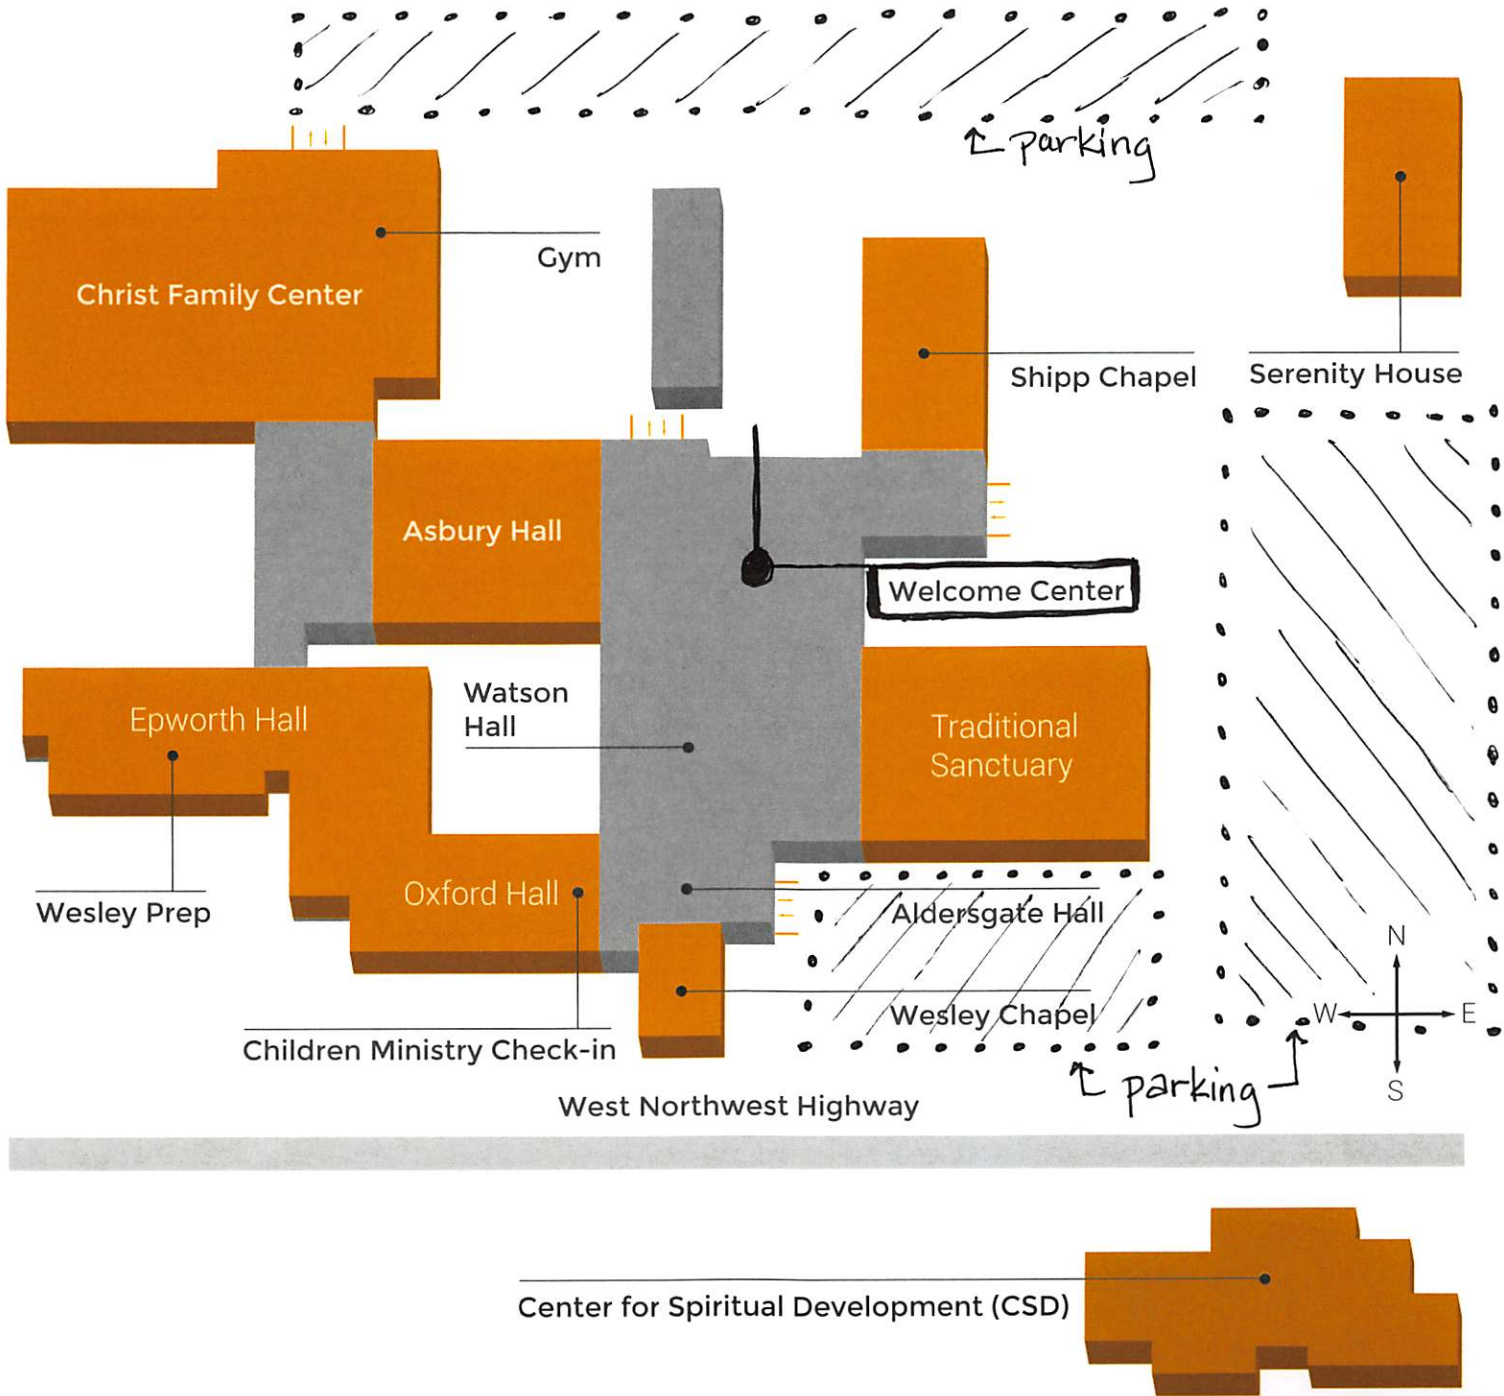 parking
Gym
Christ Family Center
Shipp Chapel
Serenity House
Asbury Hall
Welcome Center
Watson
Hall
Epworth Hall
Traditional
Sanctuary
Wesley Prep
Oxford Hall
Aldersgate Hall
Wesley Chapel
Children Ministry Check-in
N
W
E
S
parking
West Northwest Highway
Center for Spiritual Development (CSD)